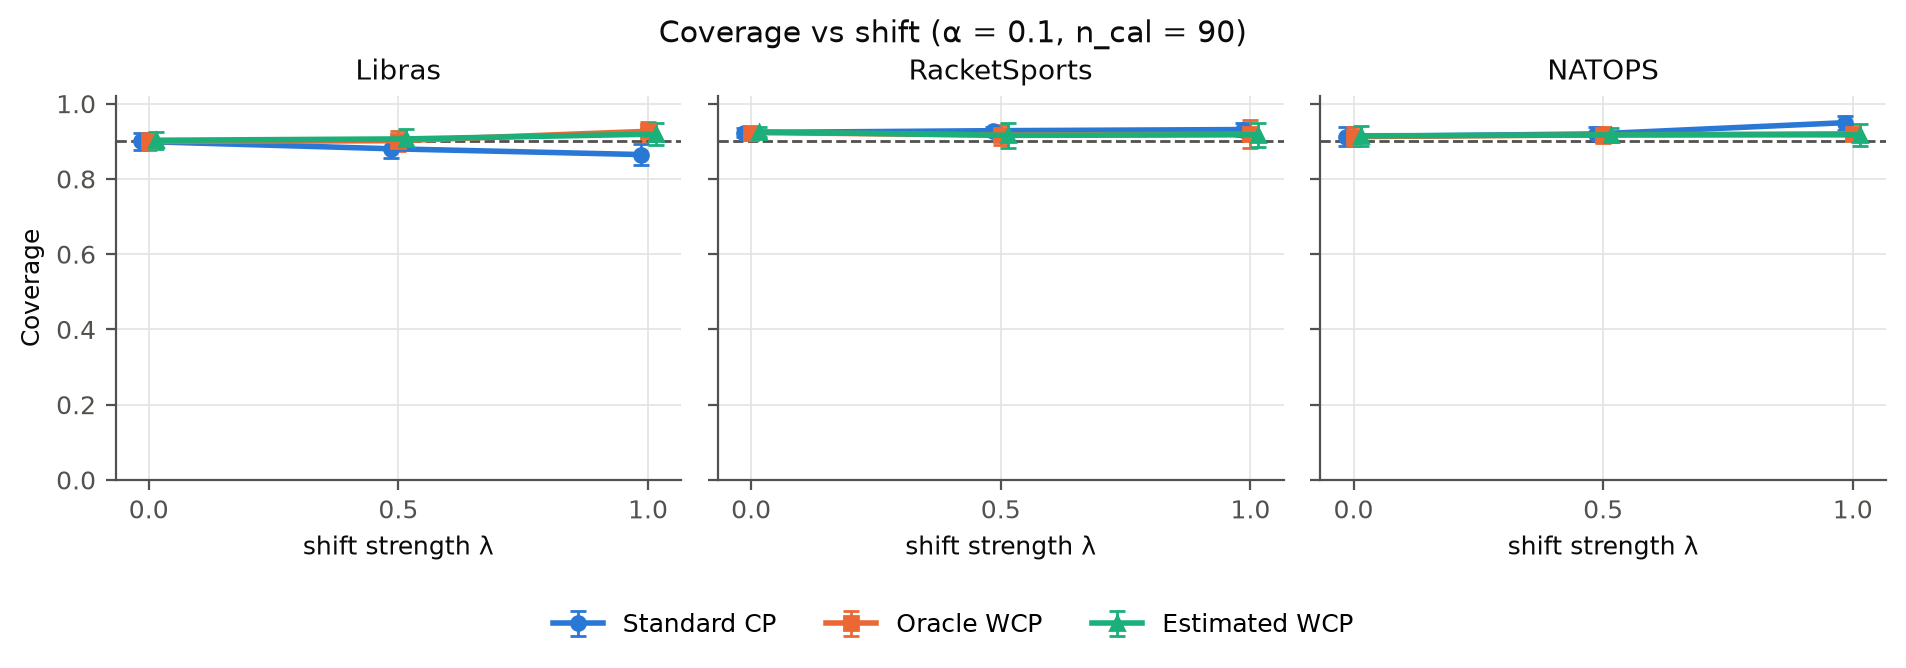 Coverage vs shift (α = 0.1, n_cal = 90)
Libras
RacketSports
NATOPS
Coverage
1.0
0.8
0.6
0.4
0.2
0.0
0.0 0.5 1.0
0.0 0.5 1.0
0.0 0.5 1.0
shift strength λ
shift strength λ
shift strength λ
Standard CP
Oracle WCP
Estimated WCP